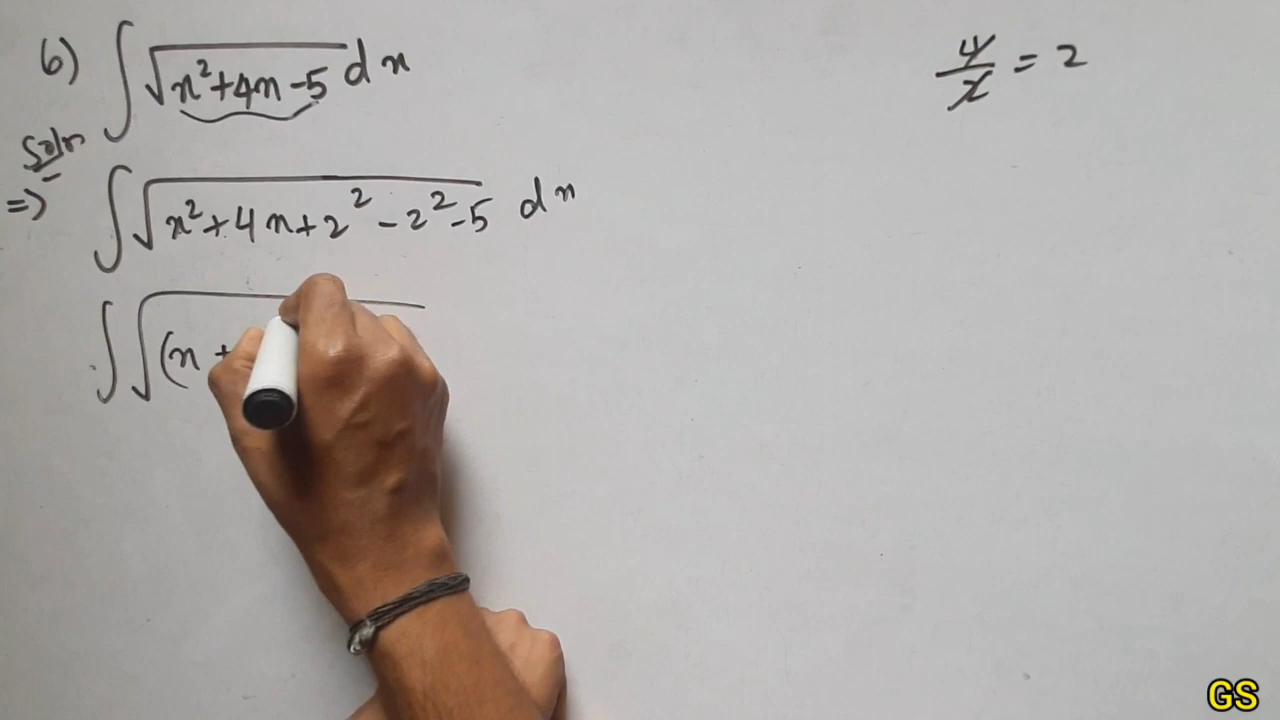 6) ∫ √(x²+4x-5) dx
4/2 = 2
Soln
=> ∫ √(x²+4x+2²-2²-5) dx
∫ √(x +
GS